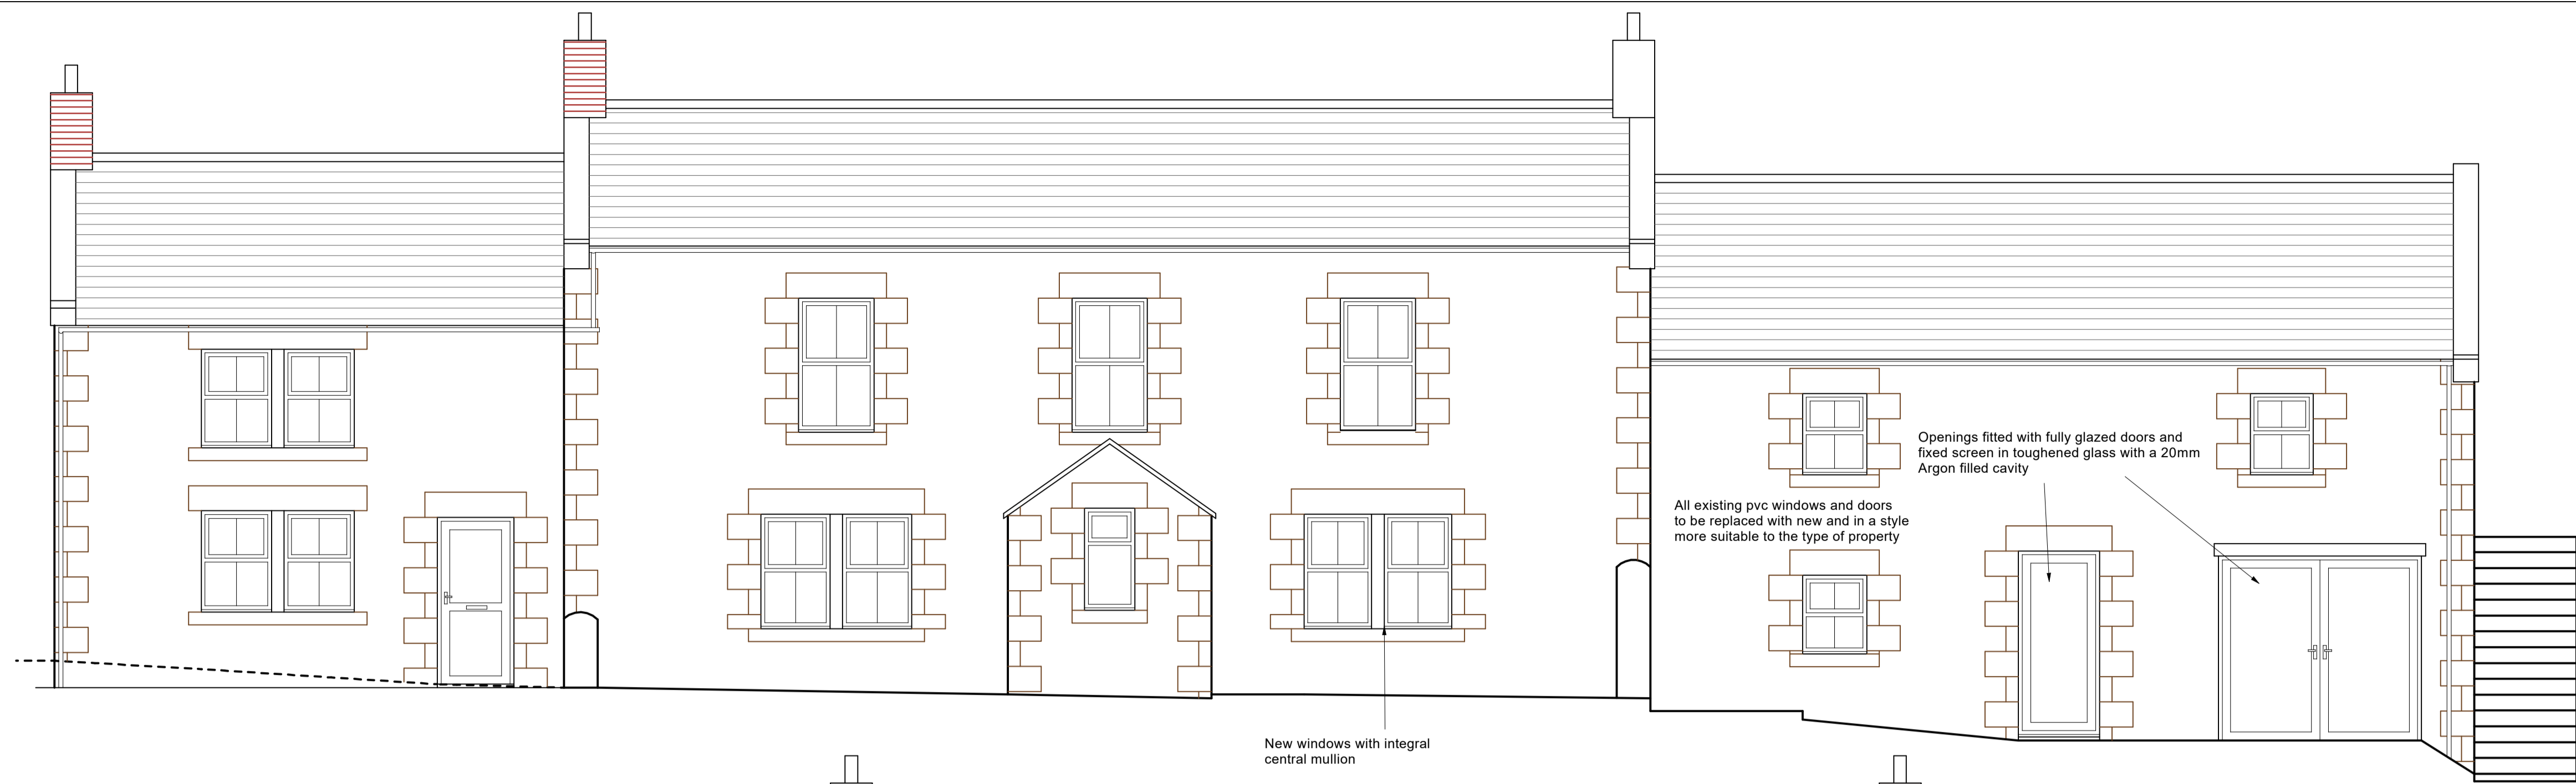 Openings fitted with fully glazed doors and
fixed screen in toughened glass with a 20mm
Argon filled cavity
All existing pvc windows and doors
to be replaced with new and in a style
more suitable to the type of property
New windows with integral
central mullion